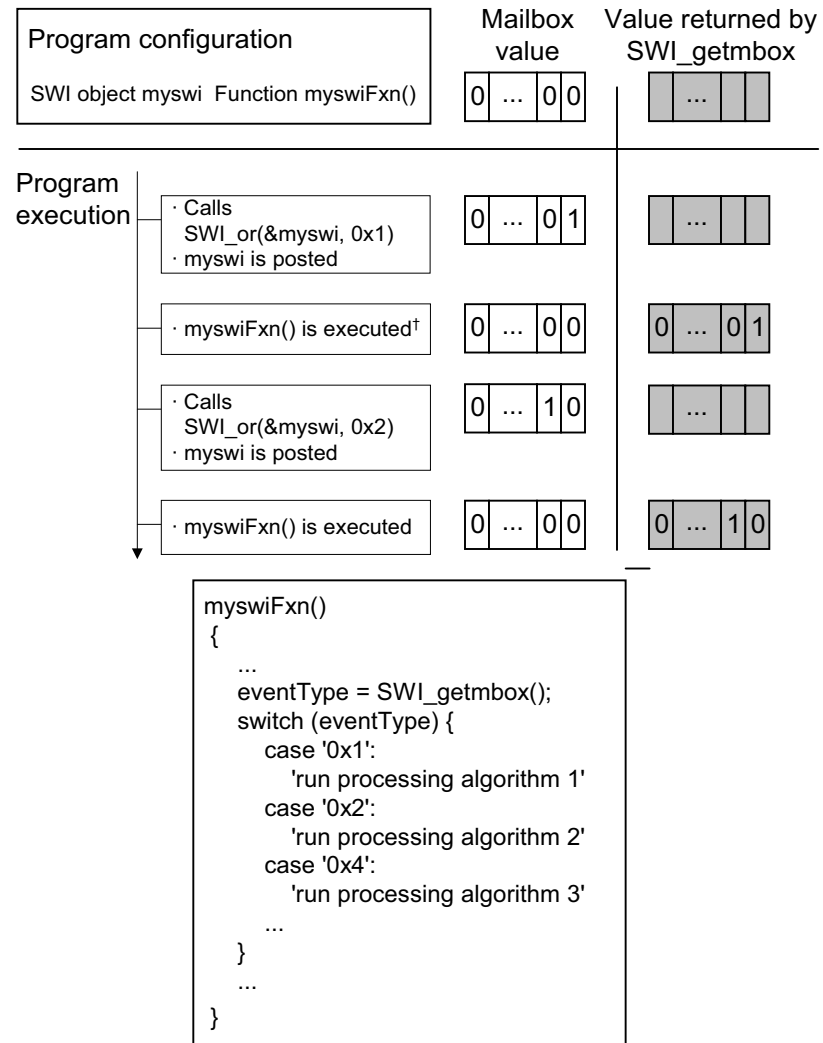 Program configuration
SWI object myswi Function myswiFxn()
Mailbox
value
Value returned by
SWI_getmbox
0 ... 0 0
...
Program
execution
· Calls
SWI_or(&myswi, 0x1)
· myswi is posted
0 ... 0 1
...
· myswiFxn() is executed†
0 ... 0 0
0 ... 0 1
· Calls
SWI_or(&myswi, 0x2)
· myswi is posted
0 ... 1 0
...
· myswiFxn() is executed
0 ... 0 0
0 ... 1 0
myswiFxn()
{
...
eventType = SWI_getmbox();
switch (eventType) {
case '0x1':
'run processing algorithm 1'
case '0x2':
'run processing algorithm 2'
case '0x4':
'run processing algorithm 3'
...
}
...
}